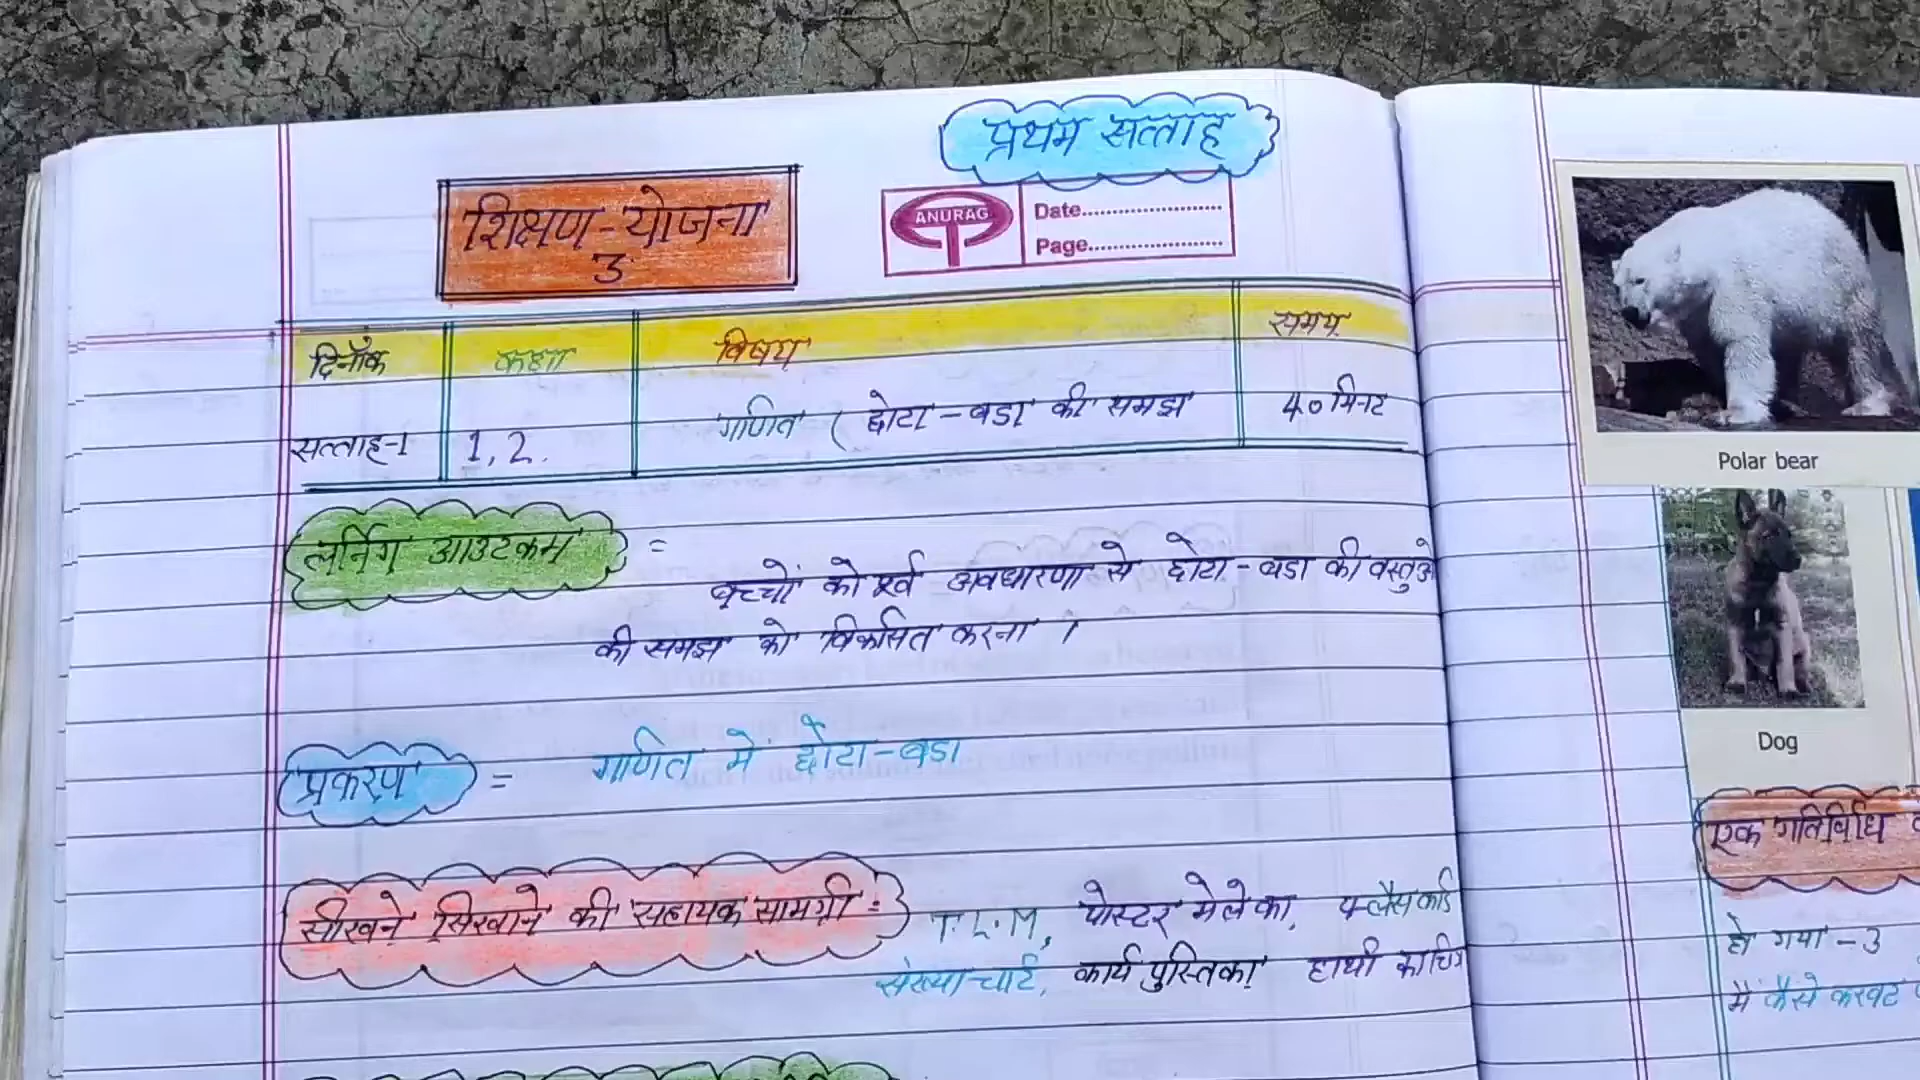 प्रथम सप्ताह
शिक्षण-योजना
3
ANURAG
Date
Page
दिनाँक कक्षा विषय समय
सप्ताह-1 1,2. गणित ( छोटा-बडा की समझ 40 मिनट
लर्निंग आउटकम =
बच्चों को पूर्व अवधारणा से छोटा-बडा की वस्तुओ
की समझ को विकसित करना ।
प्रकरण = गणित में छोटा-बडा
सीखने सिखाने की सहायक सामग्री = T.L.M, पोस्टर मेले का, फ्लैसकार्ड
संख्या-चार्ट, कार्य पुस्तिका हाथी का चित्र
Polar bear
Dog
एक गतिविधि
हो गया -3
मैं कैसे करवट